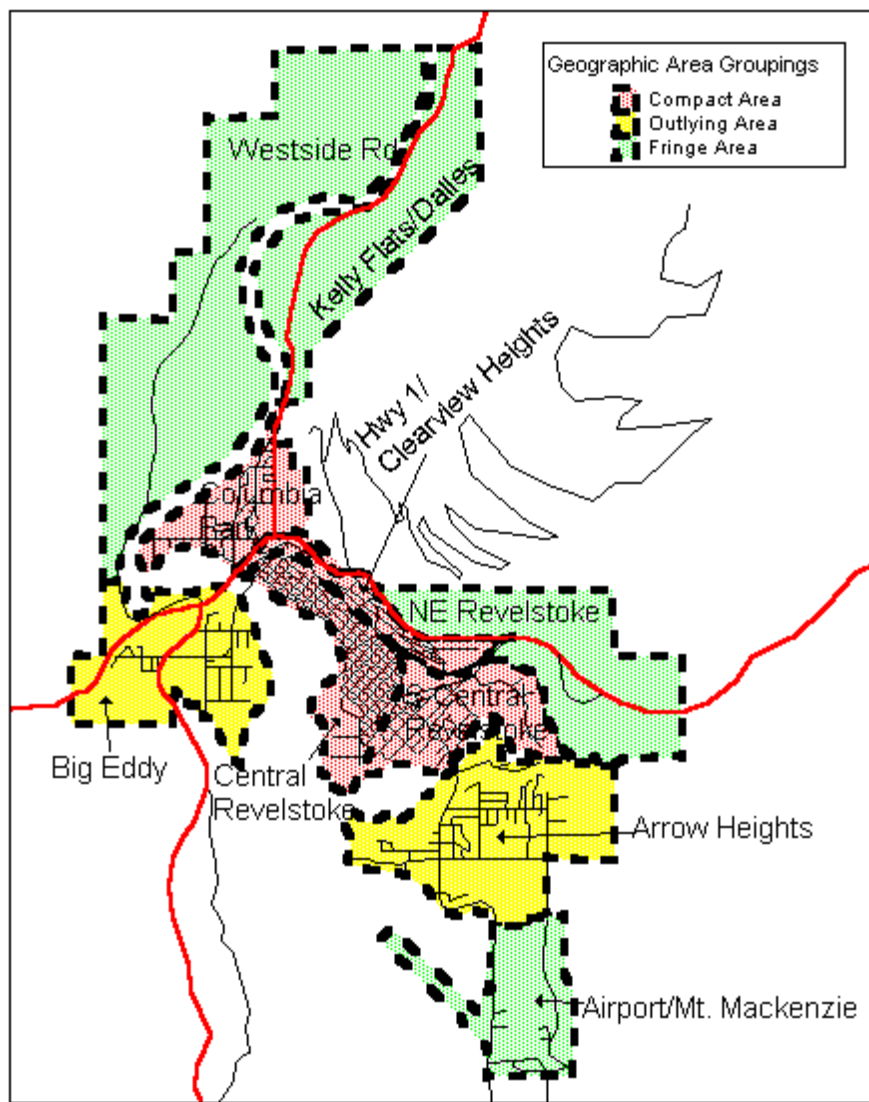 Geographic Area Groupings
Compact Area
Outlying Area
Fringe Area
Westside Rd
Kelly Flats/Dalles
Hwy 1/
Clearview Heights
Columbia
Park
NE Revelstoke
S. Central
Revelstoke
Big Eddy
Central
Revelstoke
Arrow Heights
Airport/Mt. Mackenzie